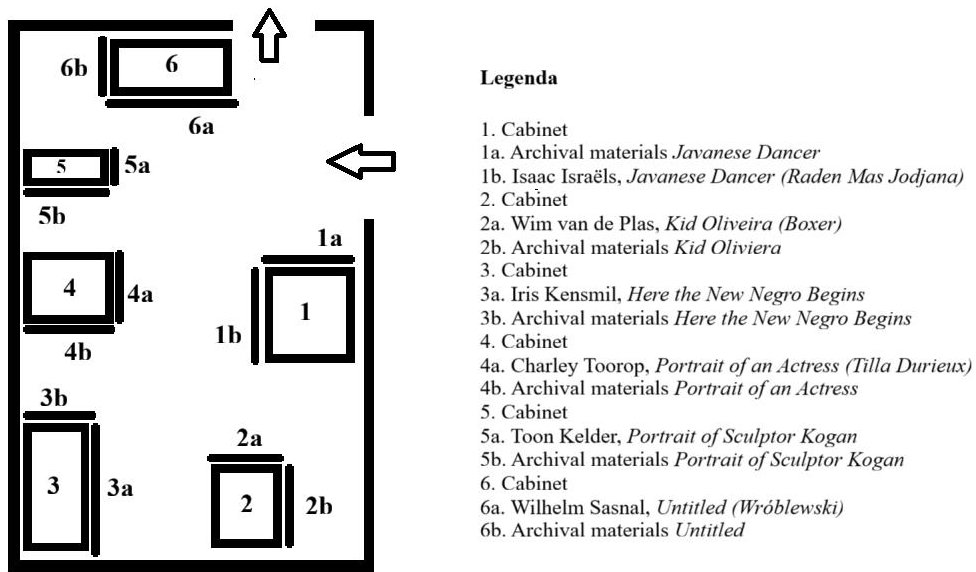 6b
6
6a
5
5a
5b
1a
4
4a
1
1b
4b
3b
2a
3
3a
2
2b
Legenda
1. Cabinet
1a. Archival materials Javanese Dancer
1b. Isaac Israëls, Javanese Dancer (Raden Mas Jodjana)
2. Cabinet
2a. Wim van de Plas, Kid Oliveira (Boxer)
2b. Archival materials Kid Oliviera
3. Cabinet
3a. Iris Kensmil, Here the New Negro Begins
3b. Archival materials Here the New Negro Begins
4. Cabinet
4a. Charley Toorop, Portrait of an Actress (Tilla Durieux)
4b. Archival materials Portrait of an Actress
5. Cabinet
5a. Toon Kelder, Portrait of Sculptor Kogan
5b. Archival materials Portrait of Sculptor Kogan
6. Cabinet
6a. Wilhelm Sasnal, Untitled (Wróblewski)
6b. Archival materials Untitled